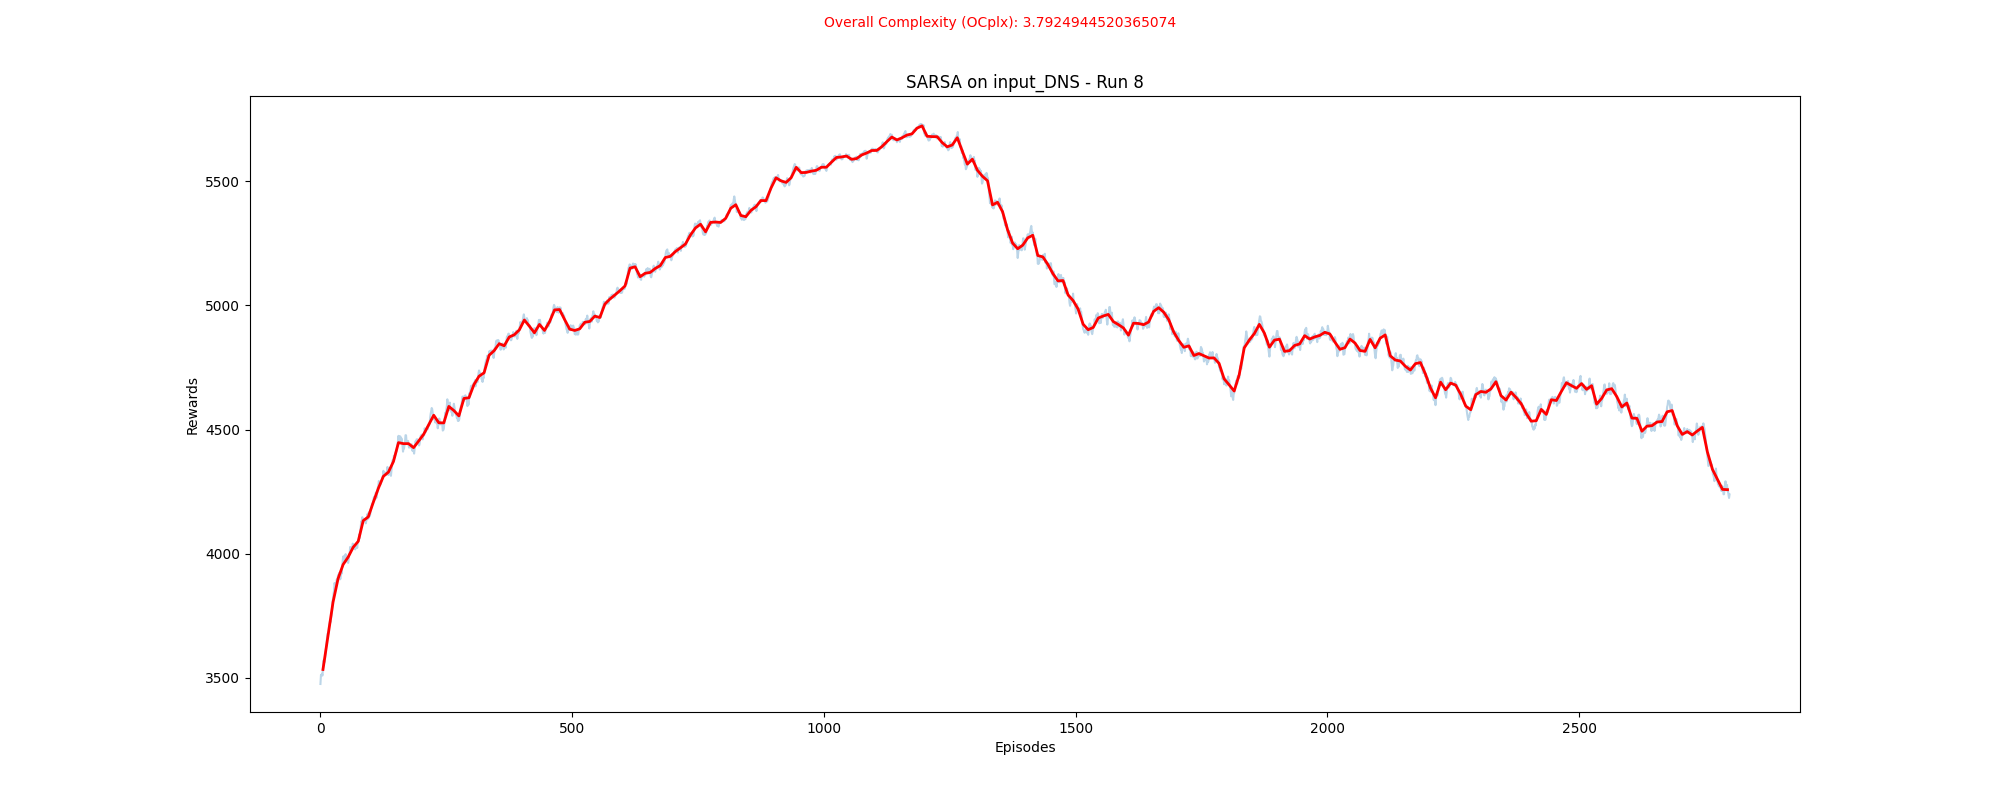 Overall Complexity (OCplx): 3.7924944520365074
SARSA on input_DNS - Run 8
Rewards
5500
5000
4500
4000
3500
0 500 1000 1500 2000 2500
Episodes